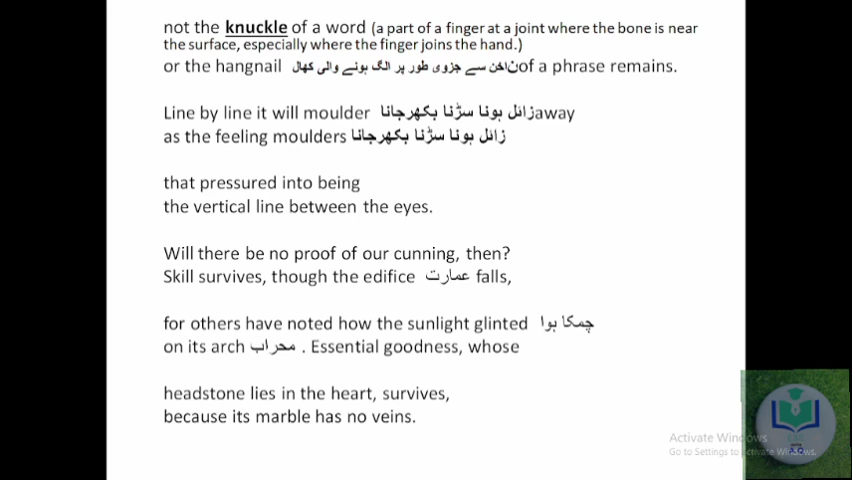 not the knuckle of a word (a part of a finger at a joint where the bone is near
the surface, especially where the finger joins the hand.)
or the hangnail ناخن سے جزوی طور پر الگ ہونے والی کھال of a phrase remains.
Line by line it will moulder زائل ہونا سڑنا بکھرجانا away
as the feeling moulders زائل ہونا سڑنا بکھرجانا
that pressured into being
the vertical line between the eyes.
Will there be no proof of our cunning, then?
Skill survives, though the edifice عمارت falls,
for others have noted how the sunlight glinted چمکا ہوا
on its arch محراب . Essential goodness, whose
headstone lies in the heart, survives,
because its marble has no veins.
Activate Windows
Go to Settings to activate Windows.